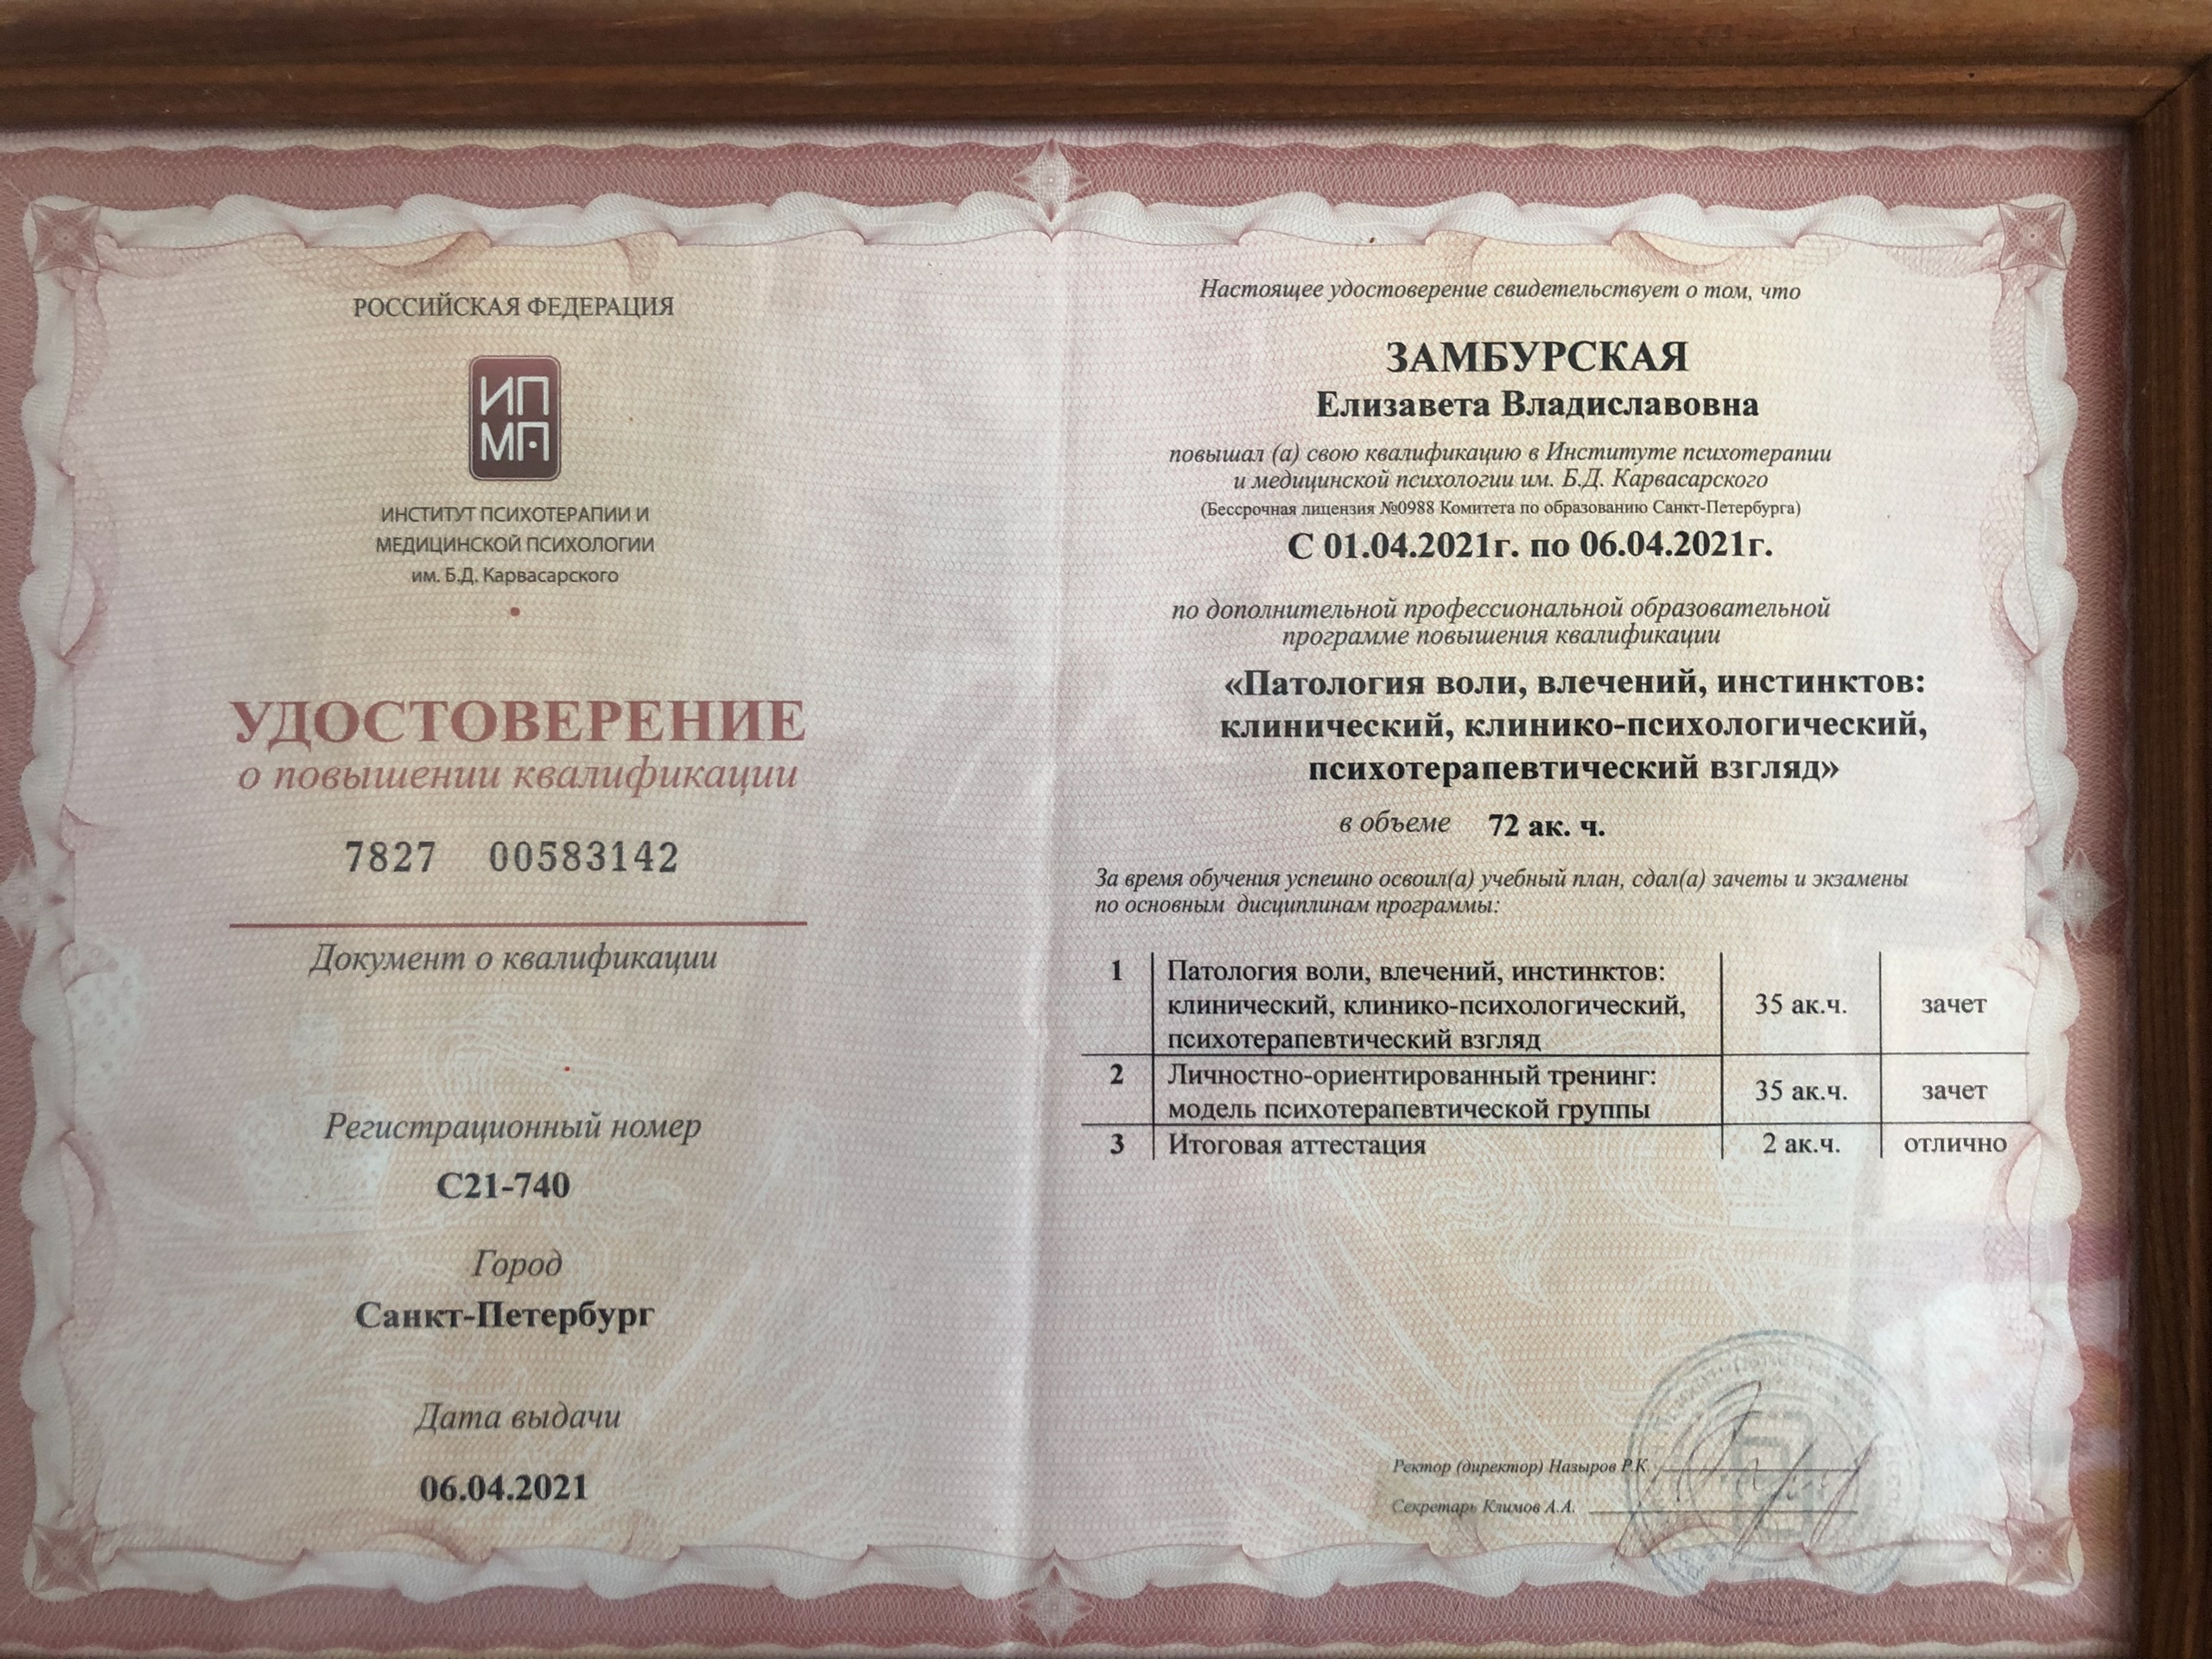 РОССИЙСКАЯ ФЕДЕРАЦИЯ
ИП
МП
ИНСТИТУТ ПСИХОТЕРАПИИ И
МЕДИЦИНСКОЙ ПСИХОЛОГИИ
им. Б.Д. Карвасарского
УДОСТОВЕРЕНИЕ
о повышении квалификации
7827 00583142
Документ о квалификации
Регистрационный номер
С21-740
Город
Санкт-Петербург
Дата выдачи
06.04.2021
Настоящее удостоверение свидетельствует о том, что
ЗАМБУРСКАЯ
Елизавета Владиславовна
повышал (а) свою квалификацию в Институте психотерапии
и медицинской психологии им. Б.Д. Карвасарского
(Бессрочная лицензия №0988 Комитета по образованию Санкт-Петербурга)
С 01.04.2021г. по 06.04.2021г.
по дополнительной профессиональной образовательной
программе повышения квалификации
«Патология воли, влечений, инстинктов:
клинический, клинико-психологический,
психотерапевтический взгляд»
в объеме 72 ак. ч.
За время обучения успешно освоил(а) учебный план, сдал(а) зачеты и экзамены
по основным дисциплинам программы:
1 Патология воли, влечений, инстинктов:
клинический, клинико-психологический, 35 ак.ч. зачет
психотерапевтический взгляд
2 Личностно-ориентированный тренинг: 35 ак.ч. зачет
модель психотерапевтической группы
3 Итоговая аттестация 2 ак.ч. отлично
Ректор (директор) Назыров Р.К.
Секретарь Климов А.А.